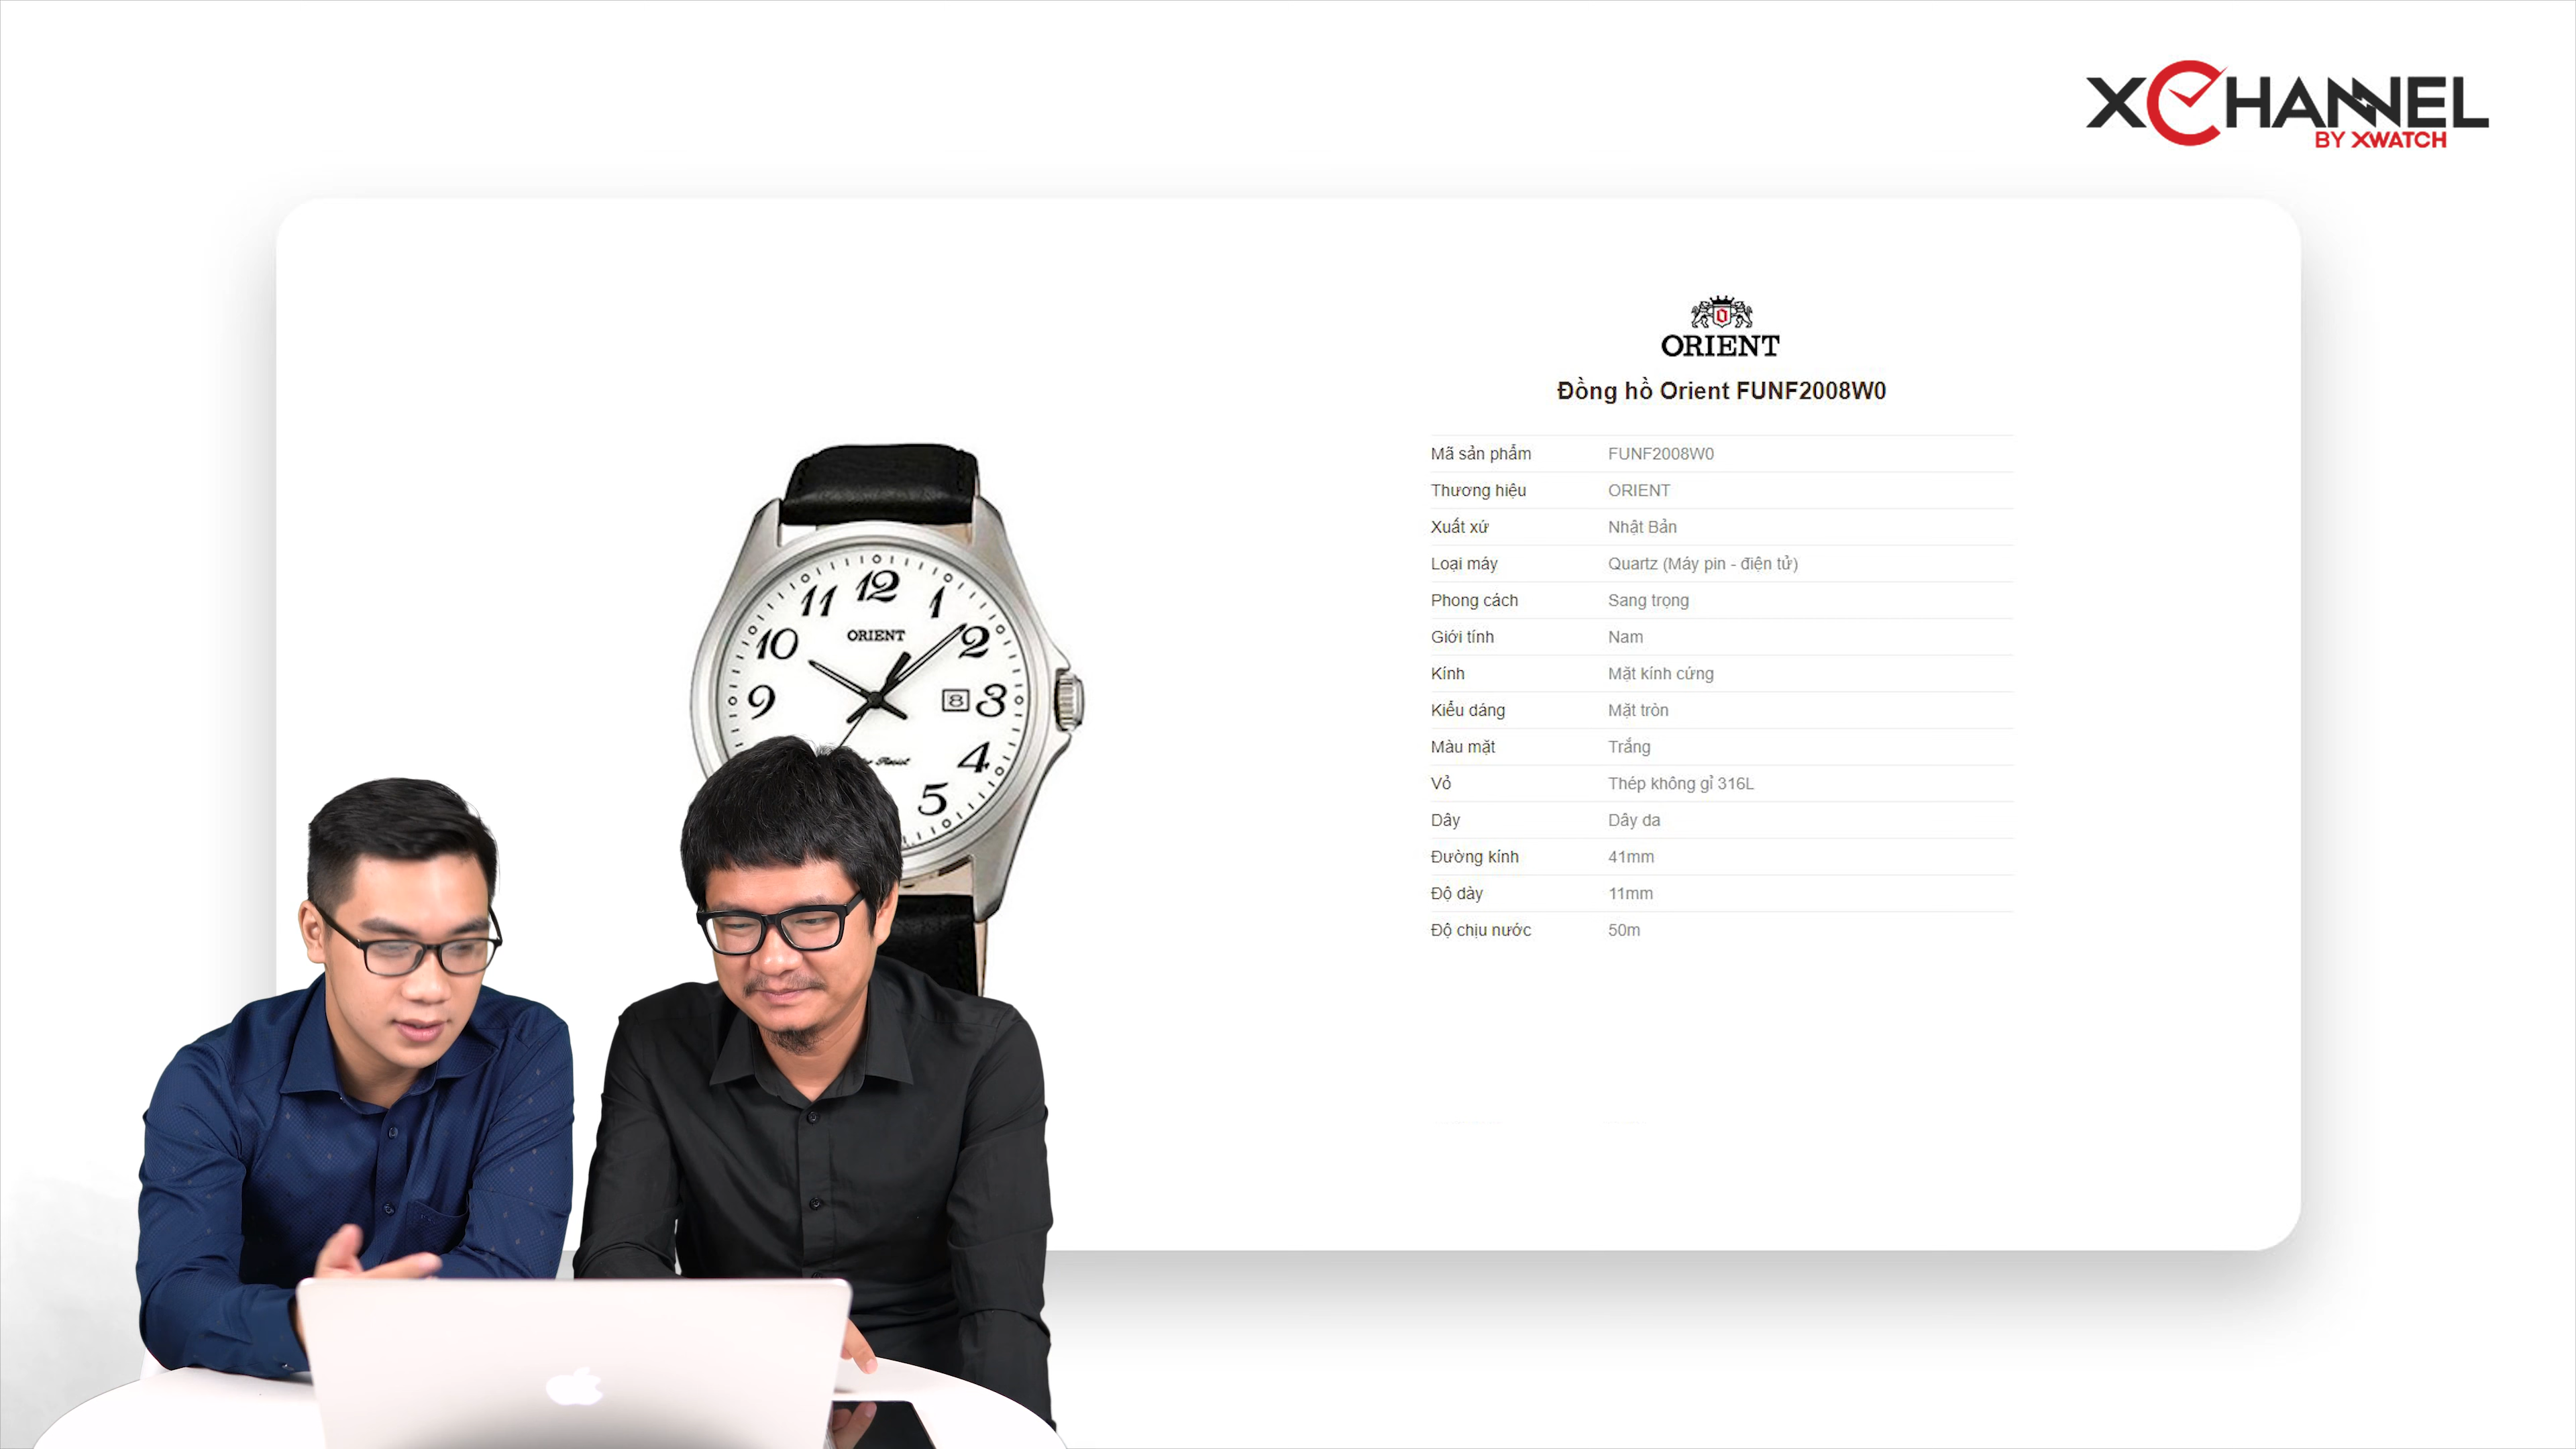 XCHANNEL
BY XWATCH
ORIENT
Đồng hồ Orient FUNF2008W0
Mã sản phẩm FUNF2008W0
Thương hiệu ORIENT
Xuất xứ Nhật Bản
Loại máy Quartz (Máy pin - điện tử)
Phong cách Sang trọng
Giới tính Nam
Kính Mặt kính cứng
Kiểu dáng Mặt tròn
Màu mặt Trắng
Vỏ Thép không gỉ 316L
Dây Dây da
Đường kính 41mm
Độ dày 11mm
Độ chịu nước 50m
12
11 1
ORIENT
10 2
9 8 3
Resist
4
5